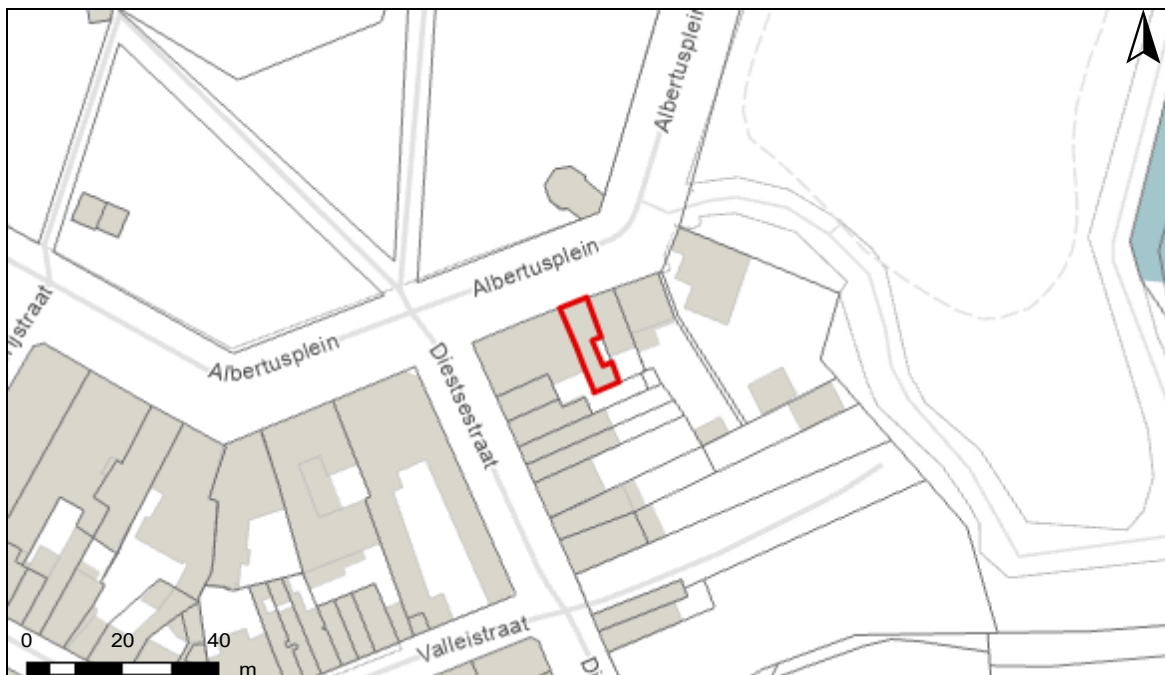 Albertusplein
Albertusplein
Albertusplein
Diestsestraat
Valleistraat
0 20 40
m